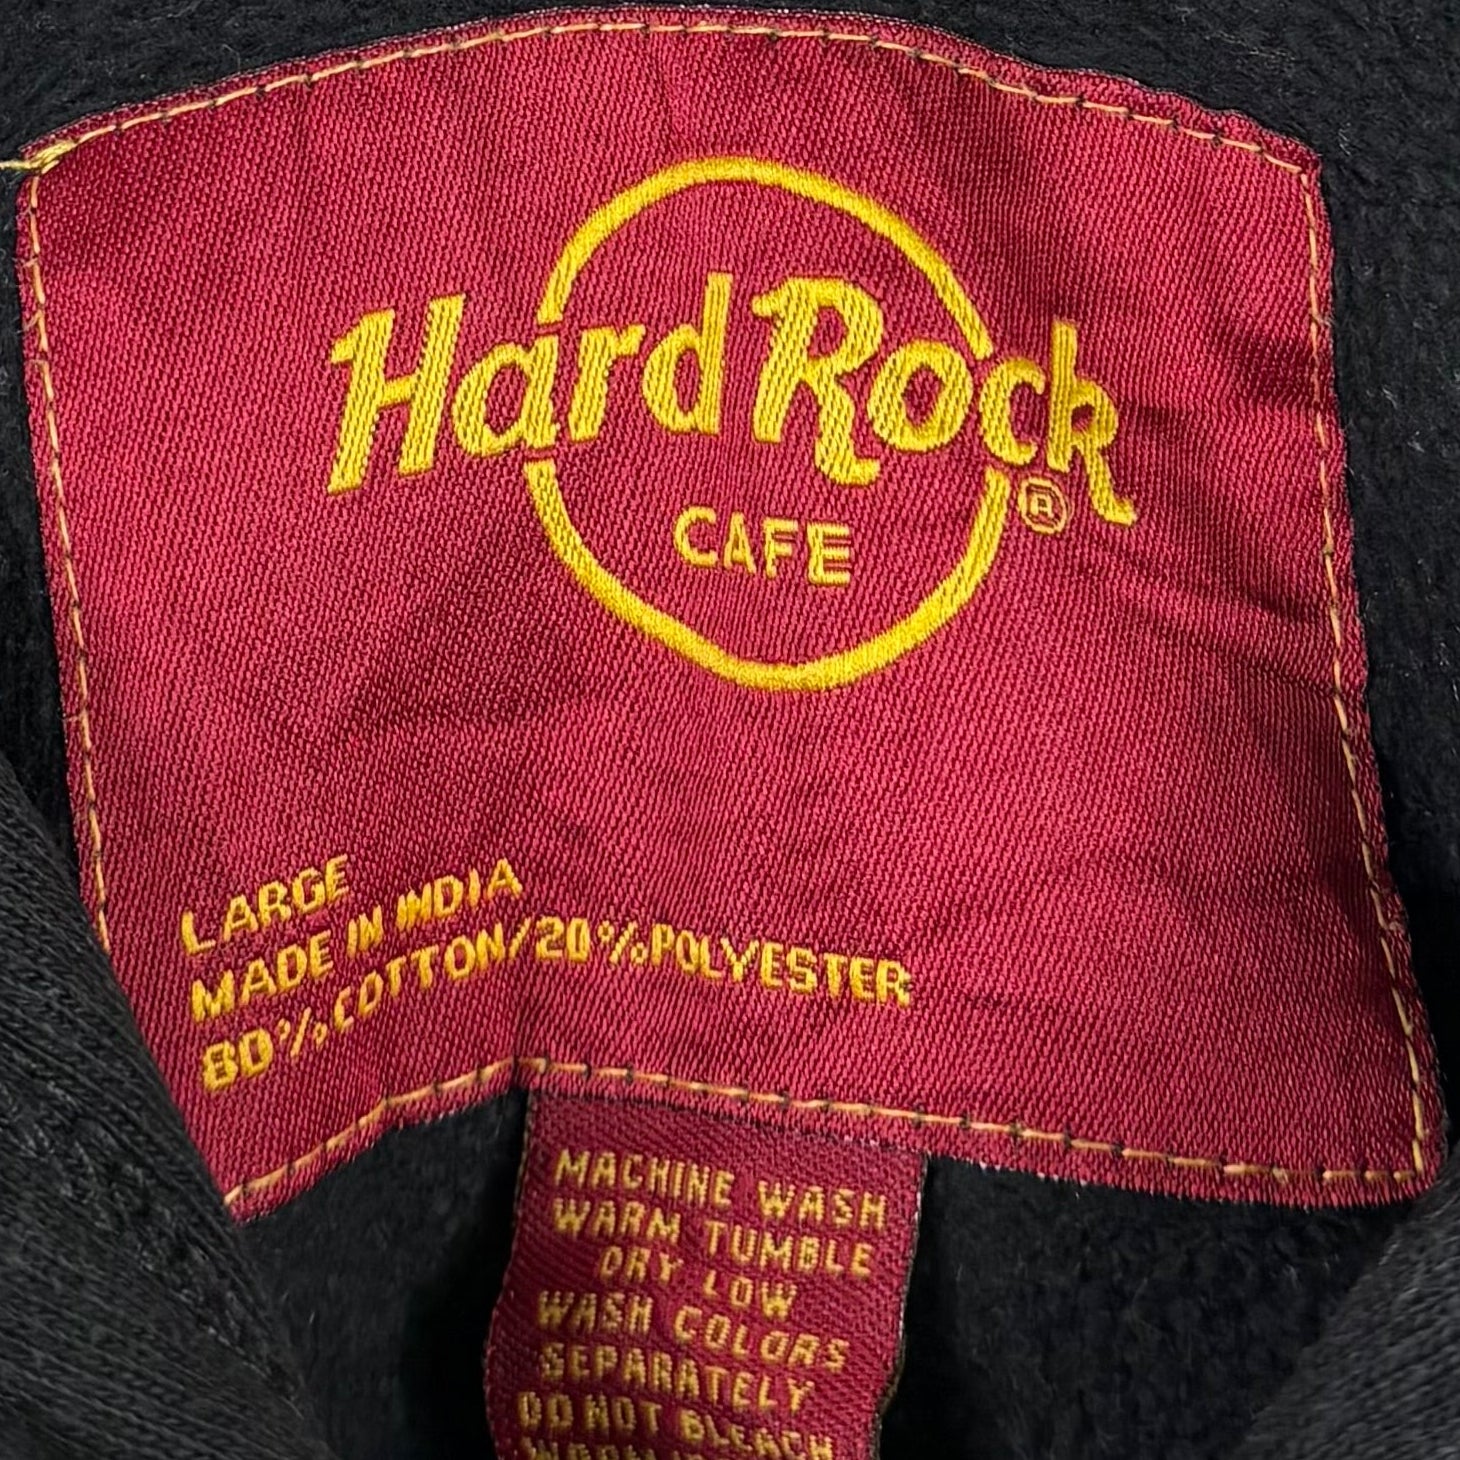 Hard Rock
CAFE
®
LARGE
MADE IN INDIA
80% COTTON/20% POLYESTER
MACHINE WASH
WARM TUMBLE
DRY LOW
WASH COLORS
SEPARATELY
DO NOT BLEACH